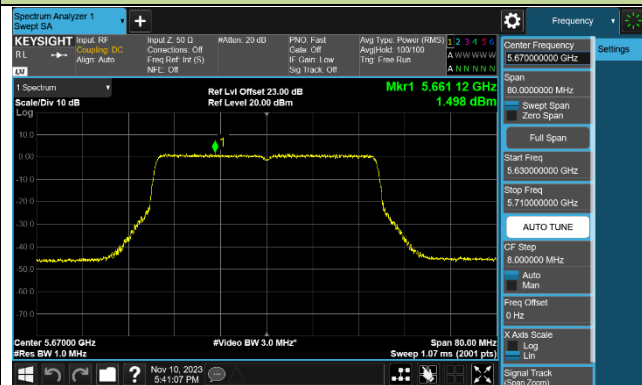 Spectrum Analyzer 1
Swept SA
Frequency
KEYSIGHT Input: RF Input Z: 50 Ω #Atten: 20 dB PNO: Fast Avg Type: Power (RMS) 1 2 3 4 5 6
RL Coupling: DC Corrections: Off Gate: Off Avg|Hold: 100/100 A W W W W W
Align: Auto Freq Ref: Int (S) IF Gain: Low Trig: Free Run
LXI NFE: Off Sig Track: Off A N N N N N
1 Spectrum Ref Lvl Offset 23.00 dB Mkr1 5.661 12 GHz
Scale/Div 10 dB Ref Level 20.00 dBm 1.498 dBm
Log
1
10.0
0.00
-10.0
-20.0
-30.0
-40.0
-50.0
-60.0
-70.0
Center 5.67000 GHz #Video BW 3.0 MHz* Span 80.00 MHz
#Res BW 1.0 MHz Sweep 1.07 ms (2001 pts)
Nov 10, 2023
5:41:07 PM
Center Frequency
5.670000000 GHz
Settings
Span
80.0000000 MHz
Swept Span
Zero Span
Full Span
Start Freq
5.630000000 GHz
Stop Freq
5.710000000 GHz
AUTO TUNE
CF Step
8.000000 MHz
Auto
Man
Freq Offset
0 Hz
X Axis Scale
Log
Lin
Signal Track
(Span Zoom)